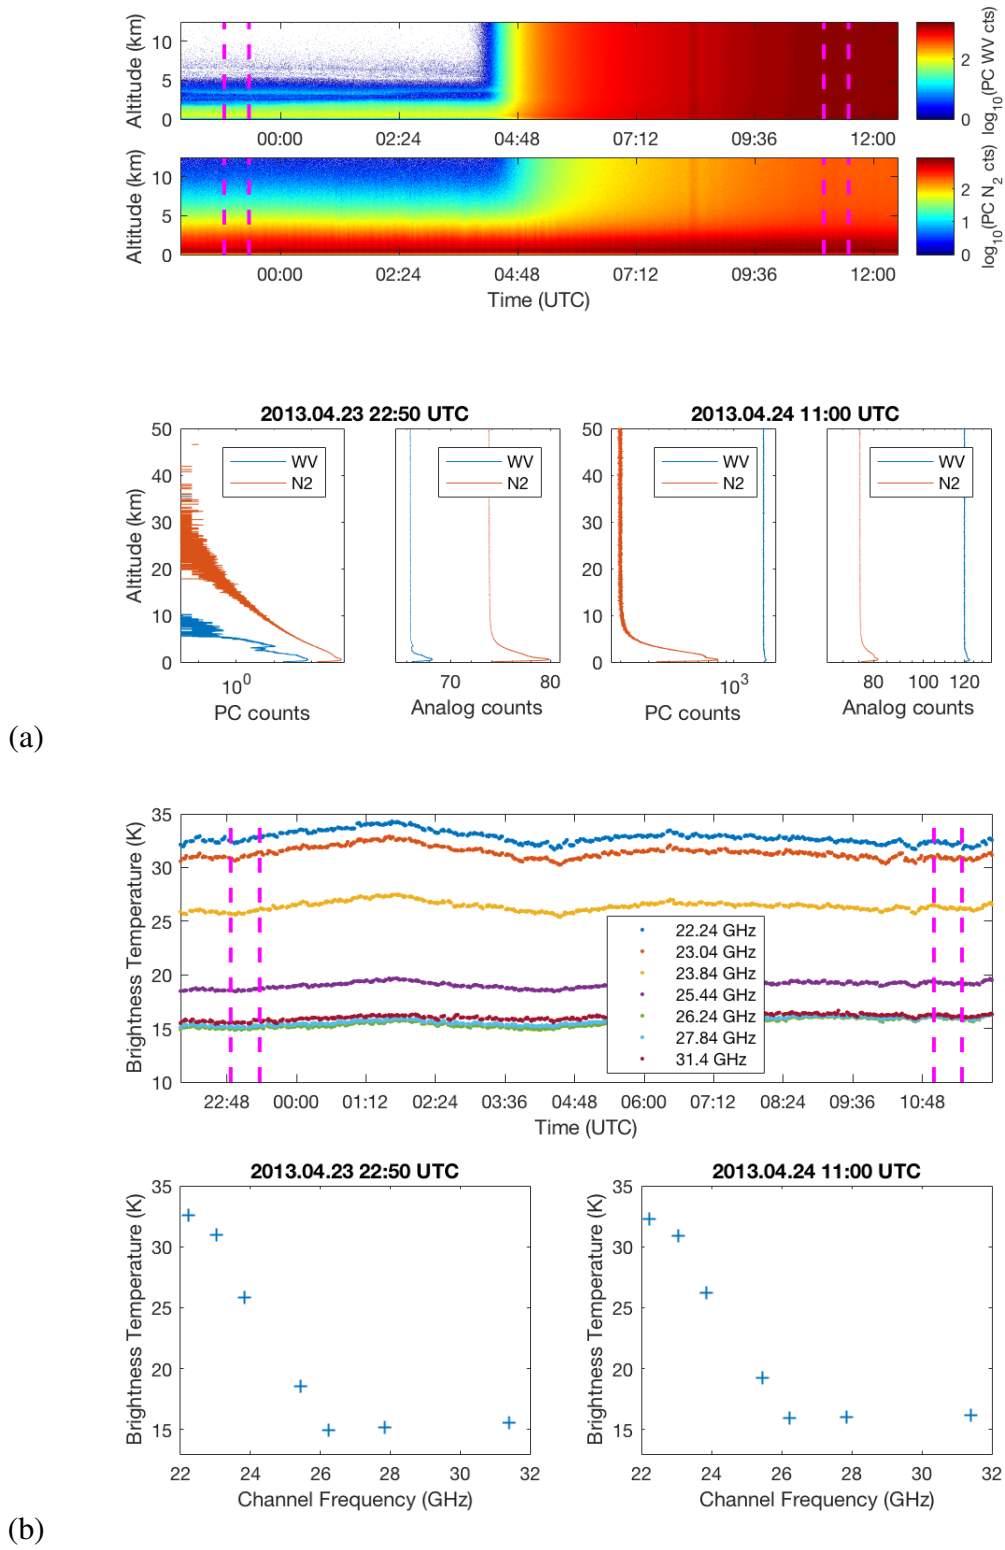 10
5
0
Altitude (km)
00:00 02:24 04:48 07:12 09:36 12:00
2
0
log10(PC WV cts)
10
5
0
Altitude (km)
00:00 02:24 04:48 07:12 09:36 12:00
Time (UTC)
2
1
0
log10(PC N2 cts)
2013.04.23 22:50 UTC
2013.04.24 11:00 UTC
50
40
30
20
10
0
Altitude (km)
WV
N2
10^0
PC counts
WV
N2
70 80
Analog counts
50
40
30
20
10
0
WV
N2
10^3
PC counts
WV
N2
80 100 120
Analog counts
(a)
35
30
25
20
15
10
Brightness Temperature (K)
22.24 GHz
23.04 GHz
23.84 GHz
25.44 GHz
26.24 GHz
27.84 GHz
31.4 GHz
22:48 00:00 01:12 02:24 03:36 04:48 06:00 07:12 08:24 09:36 10:48
Time (UTC)
2013.04.23 22:50 UTC
35
30
25
20
15
Brightness Temperature (K)
22 24 26 28 30 32
Channel Frequency (GHz)
2013.04.24 11:00 UTC
35
30
25
20
15
Brightness Temperature (K)
22 24 26 28 30 32
Channel Frequency (GHz)
(b)